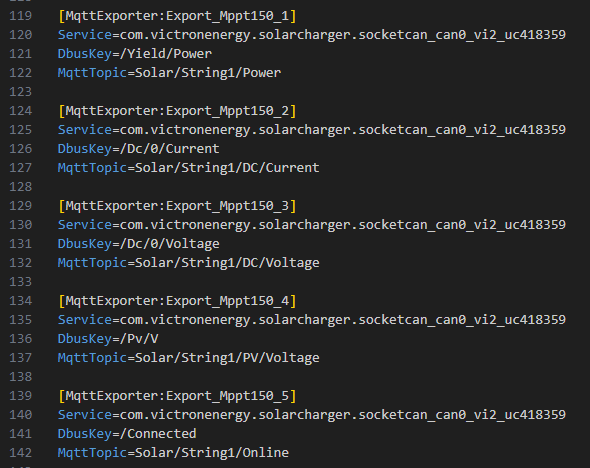 119 [MqttExporter:Export_Mppt150_1]
120 Service=com.victronenergy.solarcharger.socketcan_can0_vi2_uc418359
121 DbusKey=/Yield/Power
122 MqttTopic=Solar/String1/Power
123
124 [MqttExporter:Export_Mppt150_2]
125 Service=com.victronenergy.solarcharger.socketcan_can0_vi2_uc418359
126 DbusKey=/Dc/0/Current
127 MqttTopic=Solar/String1/DC/Current
128
129 [MqttExporter:Export_Mppt150_3]
130 Service=com.victronenergy.solarcharger.socketcan_can0_vi2_uc418359
131 DbusKey=/Dc/0/Voltage
132 MqttTopic=Solar/String1/DC/Voltage
133
134 [MqttExporter:Export_Mppt150_4]
135 Service=com.victronenergy.solarcharger.socketcan_can0_vi2_uc418359
136 DbusKey=/Pv/V
137 MqttTopic=Solar/String1/PV/Voltage
138
139 [MqttExporter:Export_Mppt150_5]
140 Service=com.victronenergy.solarcharger.socketcan_can0_vi2_uc418359
141 DbusKey=/Connected
142 MqttTopic=Solar/String1/Online